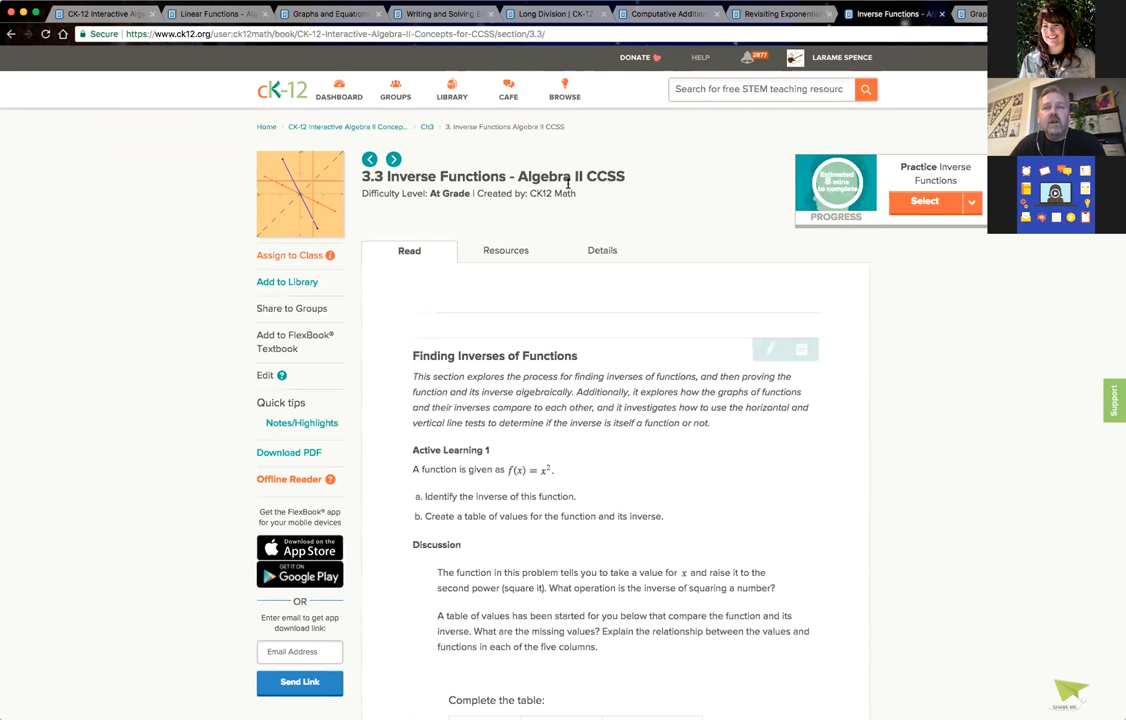 CK-12 Interactive Alge
Linear Functions - Alg
Graphs and Equations
Writing and Solving E
Long Division | CK-12
Computative Additio
Revisiting Exponential
Inverse Functions - Al
Grap
Secure
https://www.ck12.org/user:ck12math/book/CK-12-Interactive-Algebra-II-Concepts-for-CCSS/section/3.3/
DONATE
HELP
2877
LARAME SPENCE
cK-12
DASHBOARD
GROUPS
LIBRARY
CAFE
BROWSE
Search for free STEM teaching resourc
Home
CK-12 Interactive Algebra II Concep...
Ch3
3. Inverse Functions Algebra II CCSS
3.3 Inverse Functions - Algebra II CCSS
Difficulty Level: At Grade | Created by: CK12 Math
Estimated
8 mins
to complete
PROGRESS
Practice Inverse
Functions
Select
Assign to Class
Add to Library
Share to Groups
Add to FlexBook®
Textbook
Edit ?
Quick tips
Notes/Highlights
Download PDF
Offline Reader ?
Get the FlexBook® app
for your mobile devices
Download on the
App Store
GET IT ON
Google Play
OR
Enter email to get app
download link:
Email Address
Send Link
Read
Resources
Details
Finding Inverses of Functions
This section explores the process for finding inverses of functions, and then proving the
function and its inverse algebraically. Additionally, it explores how the graphs of functions
and their inverses compare to each other, and it investigates how to use the horizontal and
vertical line tests to determine if the inverse is itself a function or not.
Active Learning 1
A function is given as f(x) = x².
a. Identify the inverse of this function.
b. Create a table of values for the function and its inverse.
Discussion
The function in this problem tells you to take a value for x and raise it to the
second power (square it). What operation is the inverse of squaring a number?
A table of values has been started for you below that compare the function and its
inverse. What are the missing values? Explain the relationship between the values and
functions in each of the five columns.
Complete the table:
Support
SHARE ME